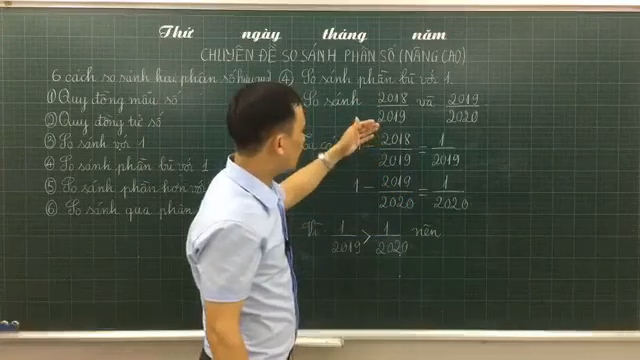 Thứ ngày tháng năm
CHUYÊN ĐỀ SO SÁNH PHÂN SỐ (NÂNG CAO)
6 cách so sánh hai phân số
① Quy đồng mẫu số
② Quy đồng tử số
③ So sánh với 1
④ So sánh phần bù với 1
⑤ So sánh phần hơn với
⑥ So sánh qua phân
④ So sánh phần bù với 1.
So sánh 2018/2019 và 2019/2020
- 2018/2019 = 1/2019
1 - 2019/2020 = 1/2020
Vì 1/2019 > 1/2020 nên